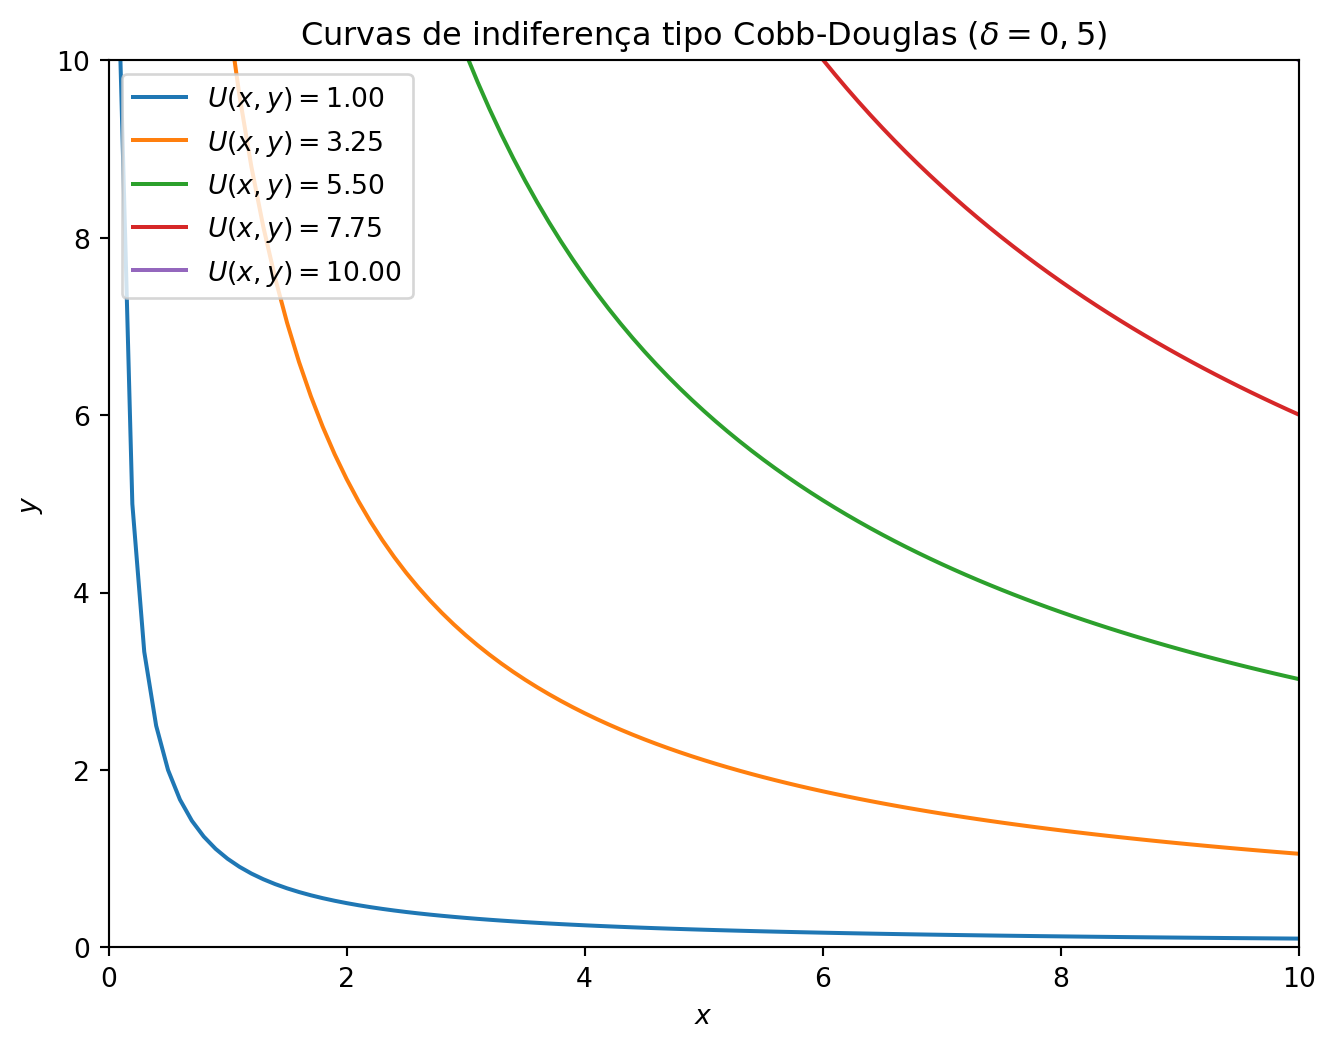 Curvas de indiferença tipo Cobb-Douglas (δ = 0, 5)
10
8
6
4
2
0
y
U(x, y) = 1.00
U(x, y) = 3.25
U(x, y) = 5.50
U(x, y) = 7.75
U(x, y) = 10.00
0 2 4 6 8 10
x